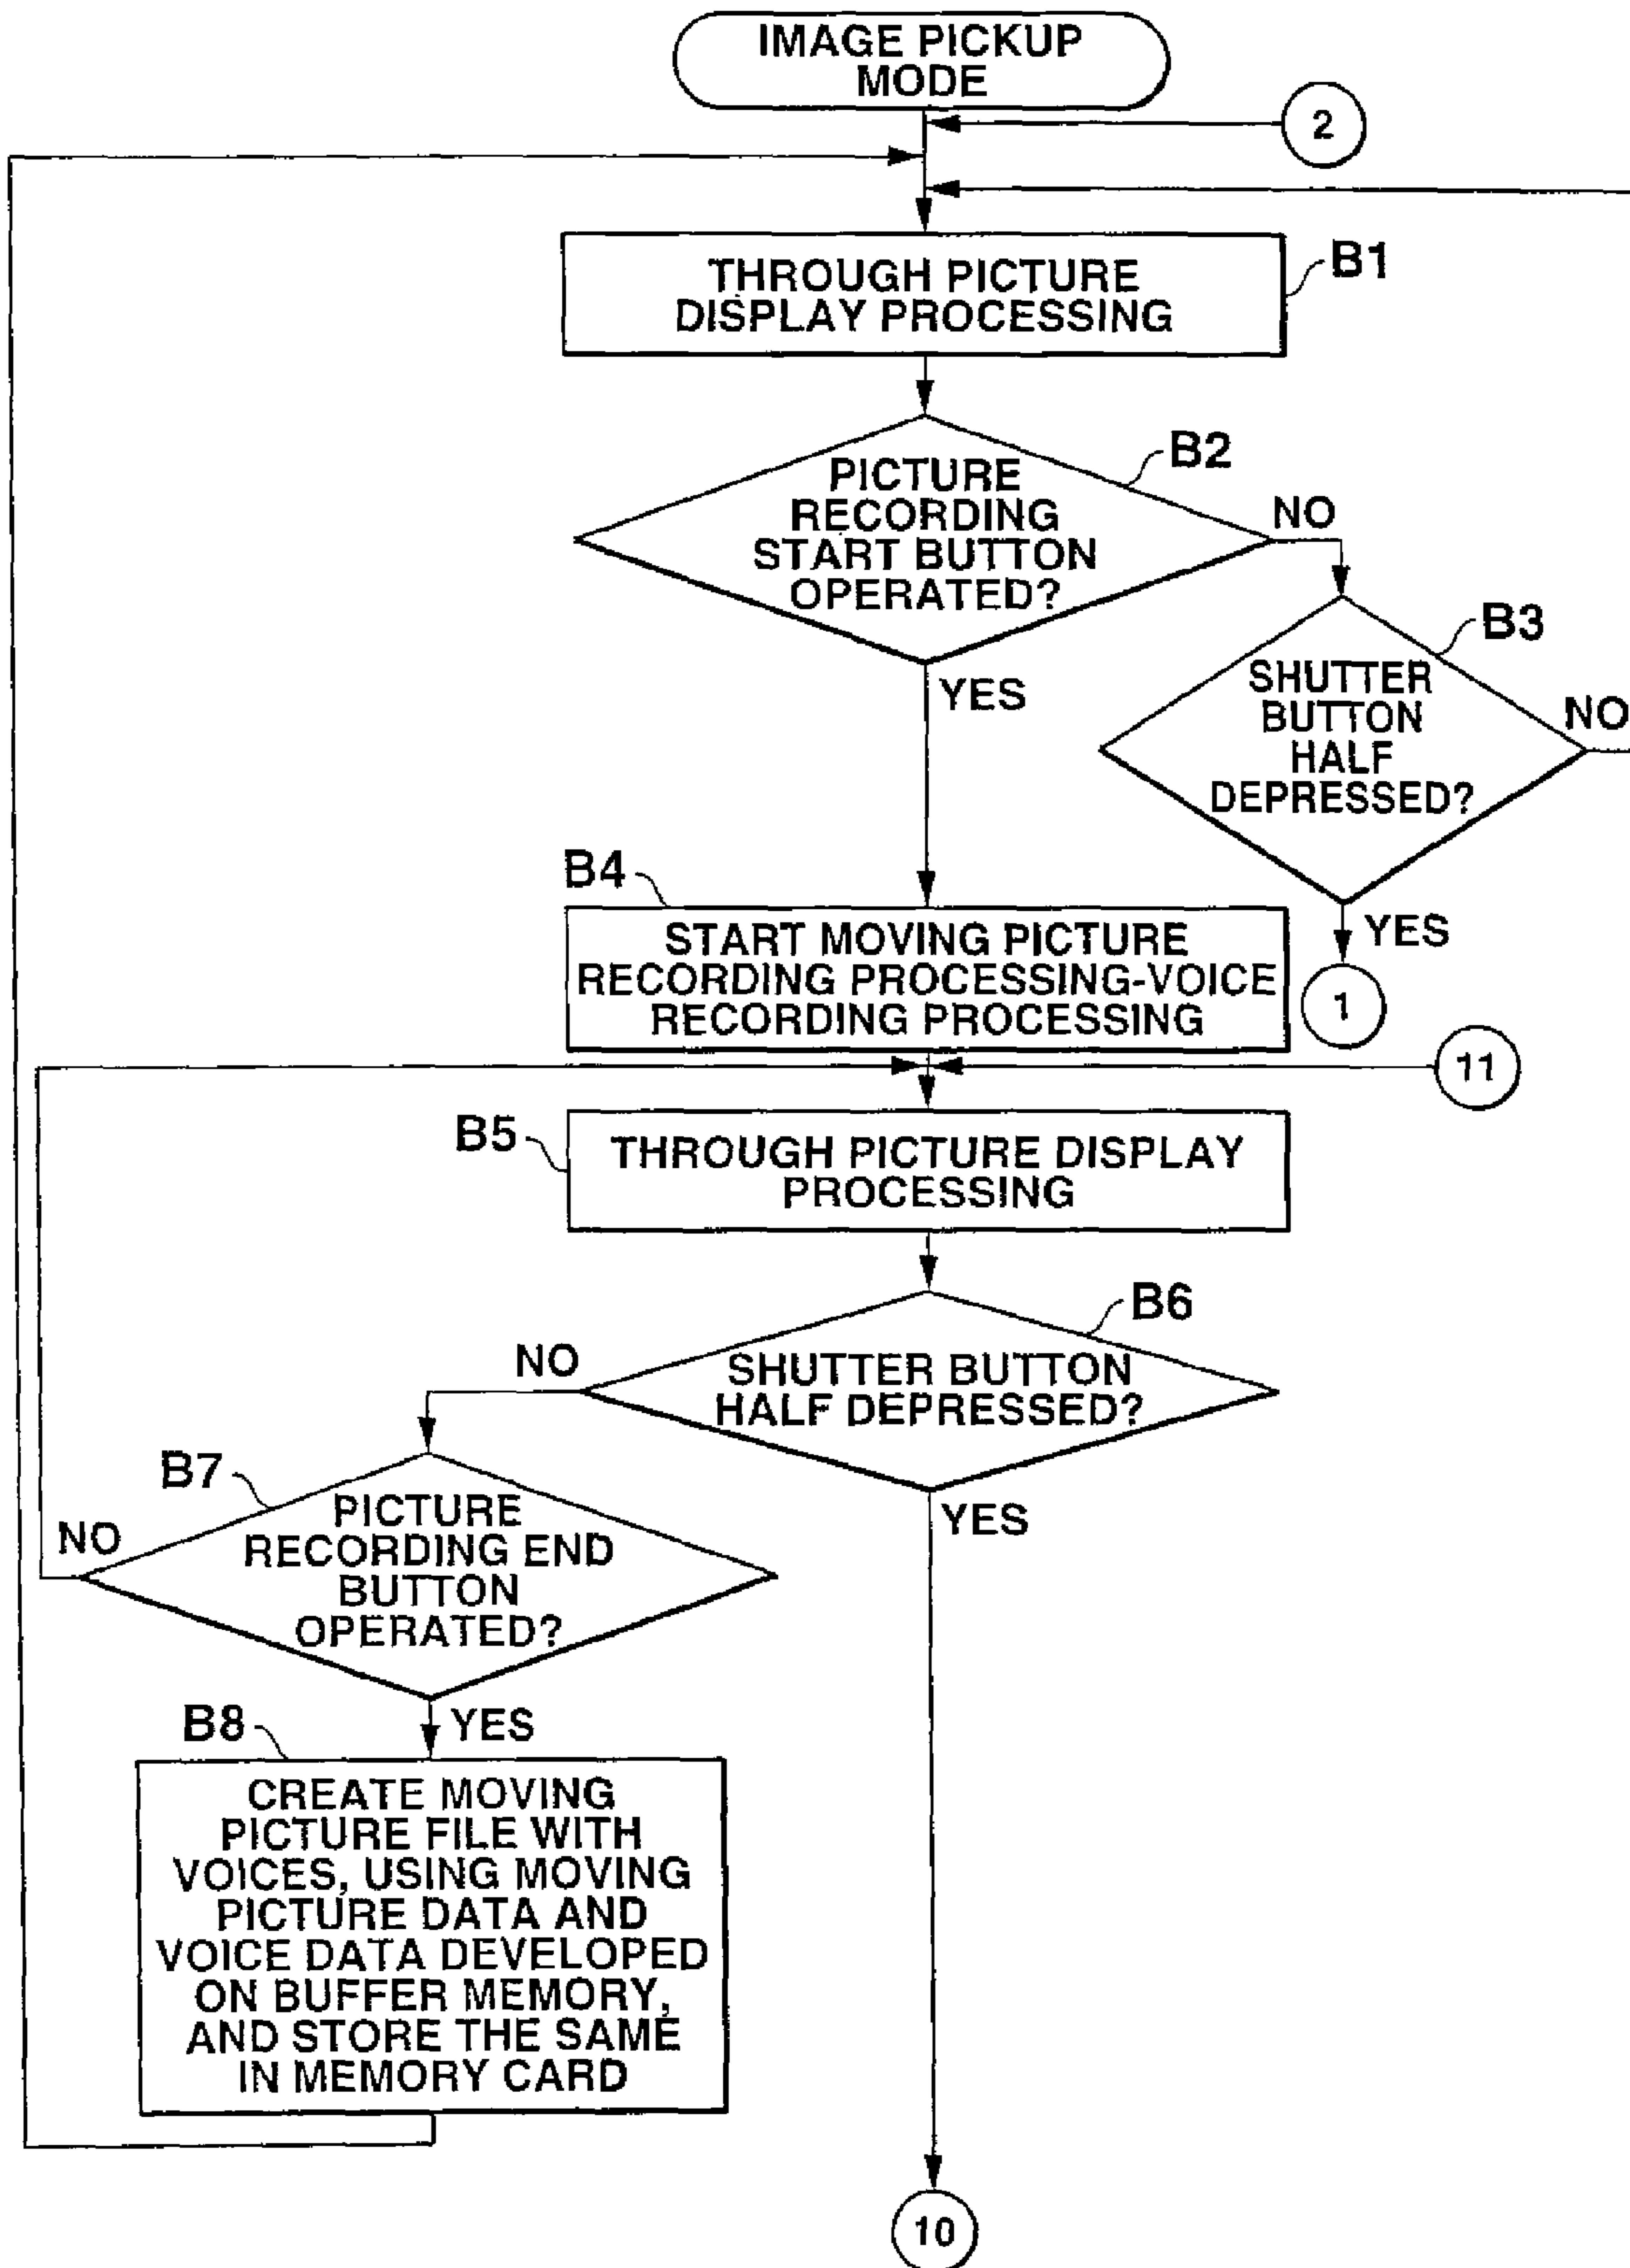 IMAGE PICKUP
MODE
2
B1
THROUGH PICTURE
DISPLAY PROCESSING
B2
PICTURE
RECORDING
START BUTTON
OPERATED?
NO
YES
B3
SHUTTER
BUTTON
HALF
DEPRESSED?
NO
YES
1
B4
START MOVING PICTURE
RECORDING PROCESSING-VOICE
RECORDING PROCESSING
11
B5
THROUGH PICTURE DISPLAY
PROCESSING
B6
SHUTTER BUTTON
HALF DEPRESSED?
NO
YES
B7
PICTURE
RECORDING END
BUTTON
OPERATED?
NO
YES
B8
CREATE MOVING
PICTURE FILE WITH
VOICES, USING MOVING
PICTURE DATA AND
VOICE DATA DEVELOPED
ON BUFFER MEMORY,
AND STORE THE SAME
IN MEMORY CARD
10